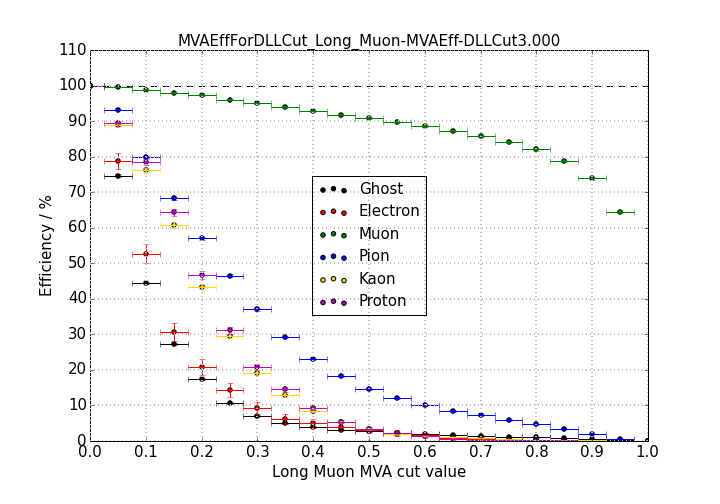 MVAEffForDLLCut_Long_Muon-MVAEff-DLLCut3.000
110
100
90
80
70
60
50
40
30
20
10
0
Efficiency / %
Ghost
Electron
Muon
Pion
Kaon
Proton
0.0 0.1 0.2 0.3 0.4 0.5 0.6 0.7 0.8 0.9 1.0
Long Muon MVA cut value